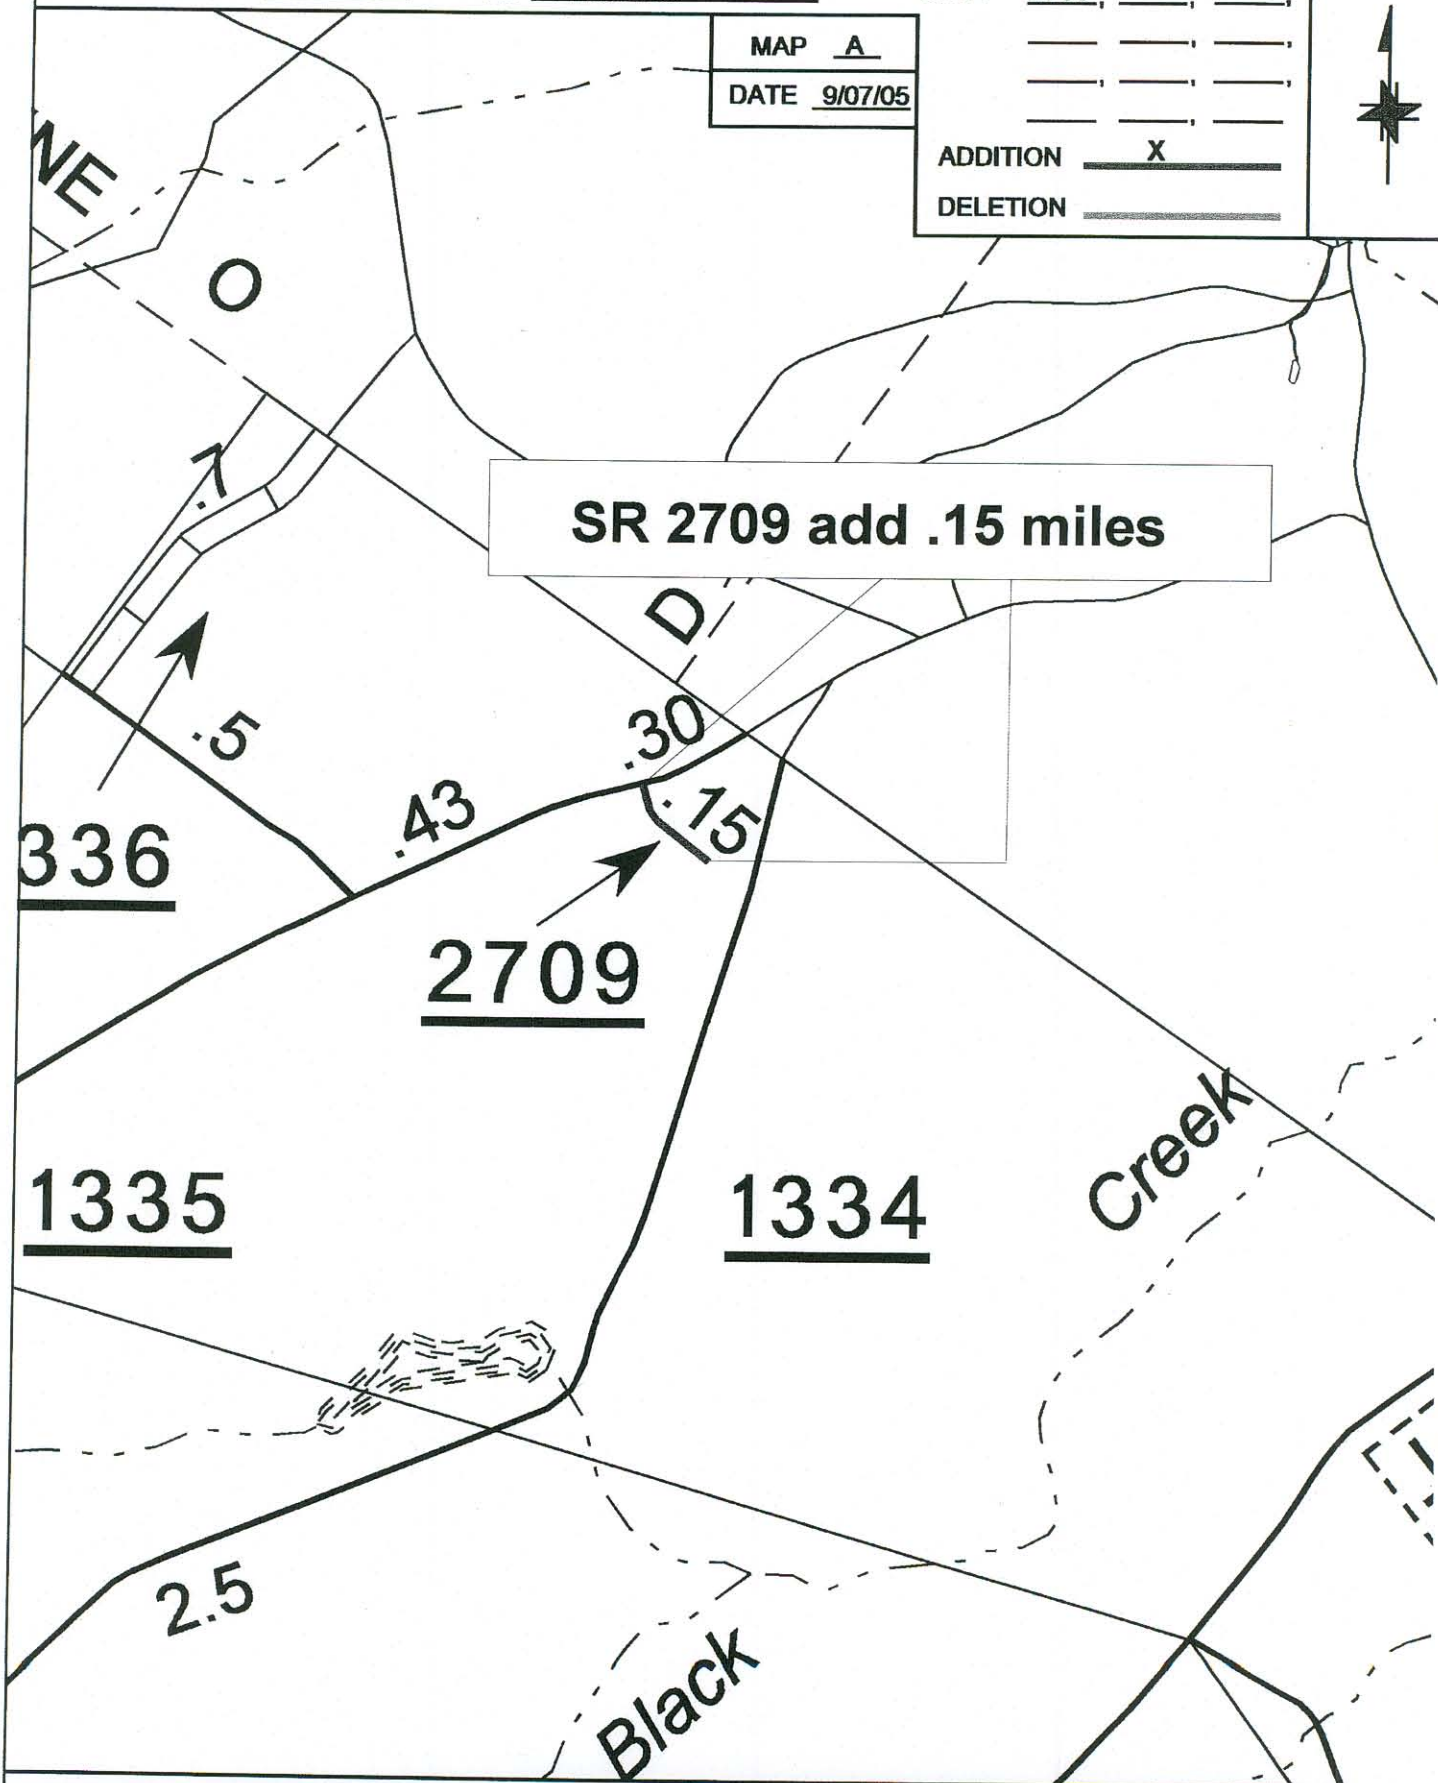 MAP A
DATE 9/07/05
ADDITION X
DELETION
NE
O
.7
SR 2709 add .15 miles
D
.5
.30
.43
.15
336
2709
1335
1334
Creek
2.5
Black